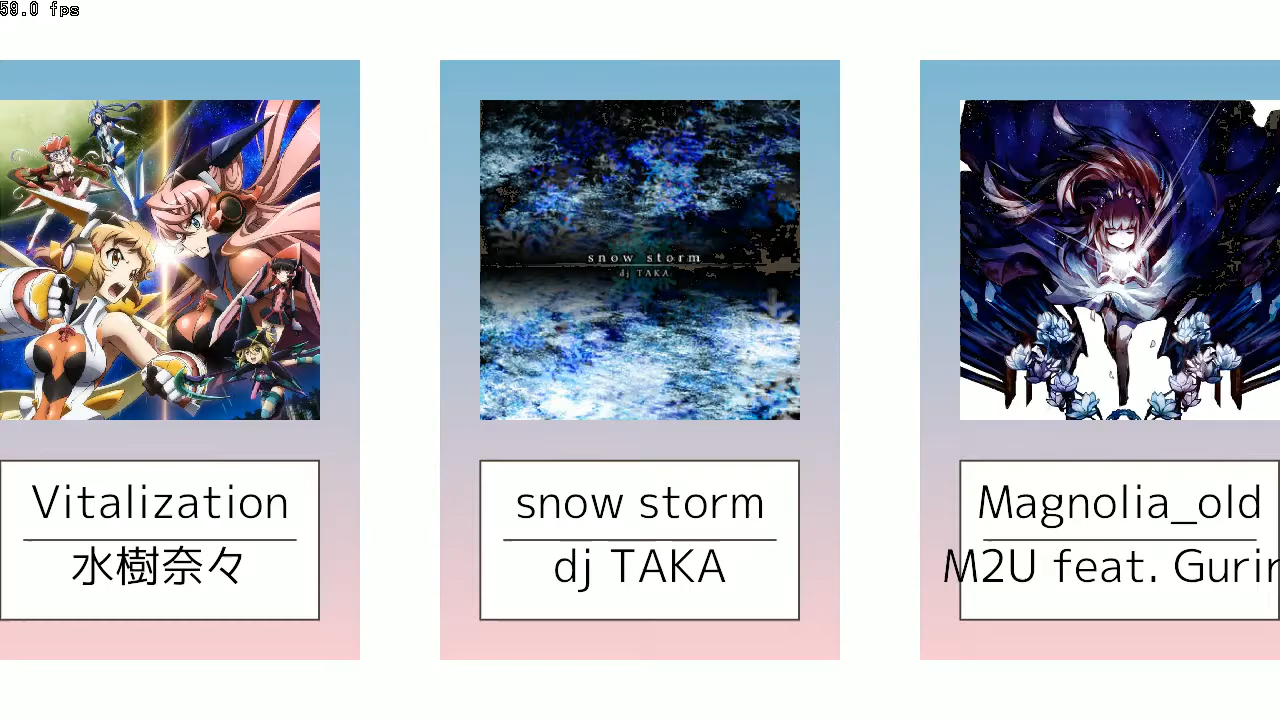 59.0 fps
snow storm
dj TAKA
Vitalization
水樹奈々
snow storm
dj TAKA
Magnolia_old
M2U feat. Guri